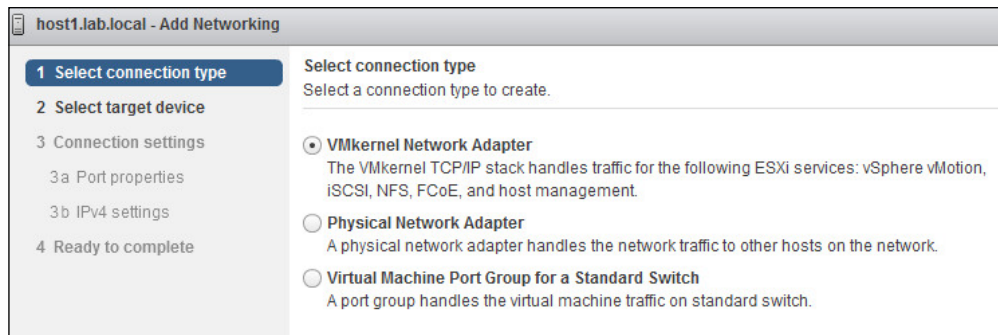 host1.lab.local - Add Networking
1 Select connection type
2 Select target device
3 Connection settings
3a Port properties
3b IPv4 settings
4 Ready to complete
Select connection type
Select a connection type to create.
VMkernel Network Adapter
The VMkernel TCP/IP stack handles traffic for the following ESXi services: vSphere vMotion,
iSCSI, NFS, FCoE, and host management.
Physical Network Adapter
A physical network adapter handles the network traffic to other hosts on the network.
Virtual Machine Port Group for a Standard Switch
A port group handles the virtual machine traffic on standard switch.